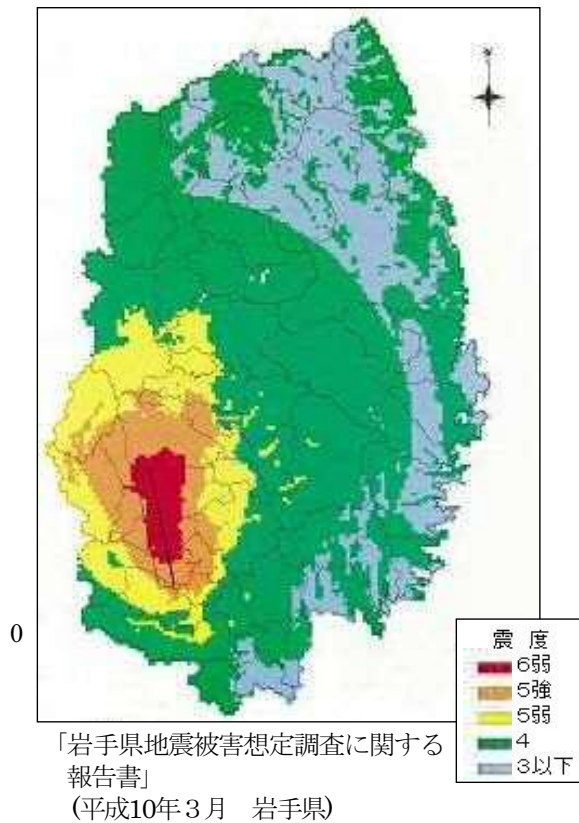 0
震 度
6弱
5強
5弱
4
3以下
「岩手県地震被害想定調査に関する
報告書」
(平成10年３月　岩手県)